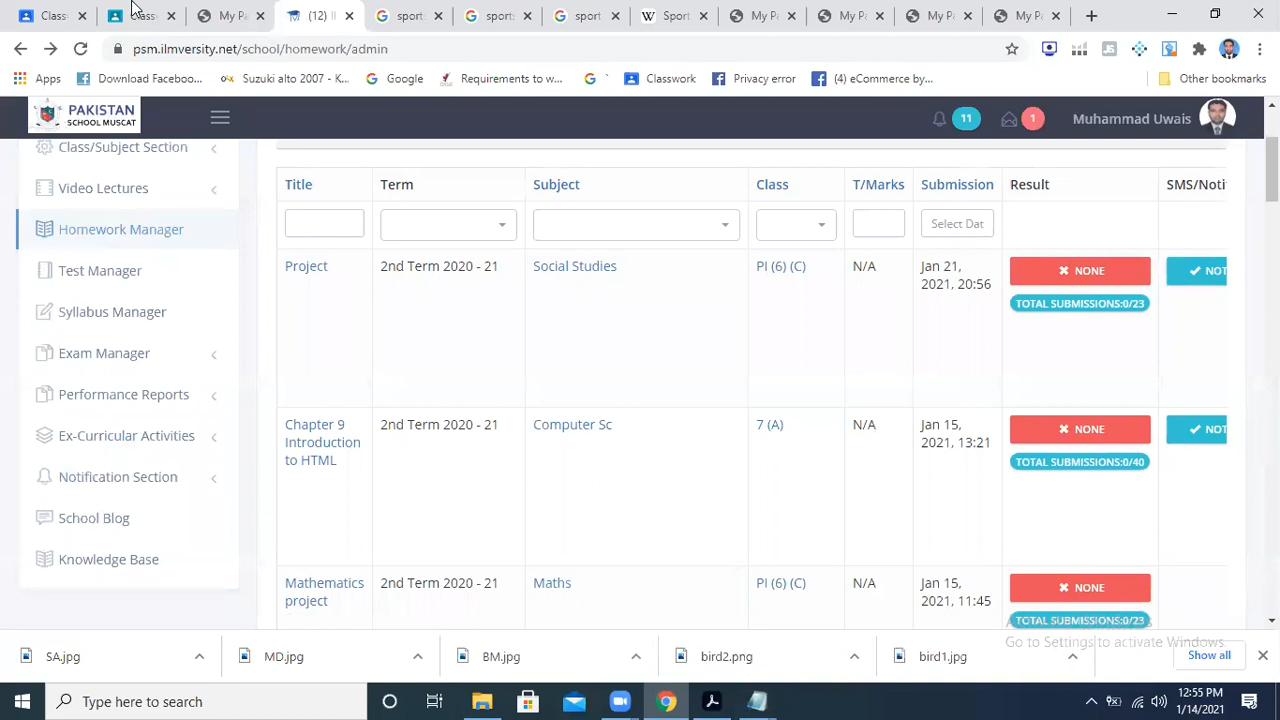 Class
Class
My Pa
(12) I
sport:
sport:
sport
Sport
My Pa
My Pa
My Pa
My Pa
psm.ilmversity.net/school/homework/admin
Apps
Download Faceboo...
Suzuki alto 2007 - K...
Google
Requirements to w...
Classwork
Privacy error
(4) eCommerce by...
Other bookmarks
PAKISTAN
SCHOOL MUSCAT
11
1
Muhammad Uwais
Class/Subject Section
Video Lectures
Homework Manager
Test Manager
Syllabus Manager
Exam Manager
Performance Reports
Ex-Curricular Activities
Notification Section
School Blog
Knowledge Base
Title Term Subject Class T/Marks Submission Result SMS/Noti
Select Dat
Project 2nd Term 2020 - 21 Social Studies PI (6) (C) N/A Jan 21, NONE NOT
2021, 20:56
TOTAL SUBMISSIONS:0/23
Chapter 9 2nd Term 2020 - 21 Computer Sc 7 (A) N/A Jan 15, NONE NOT
Introduction 2021, 13:21
to HTML TOTAL SUBMISSIONS:0/40
Mathematics 2nd Term 2020 - 21 Maths PI (6) (C) N/A Jan 15, NONE
project 2021, 11:45
TOTAL SUBMISSIONS:0/23
Go to Settings to activate Windows.
SA.jpg
MD.jpg
BM.jpg
bird2.png
bird1.jpg
Show all
Type here to search
12:55 PM
1/14/2021